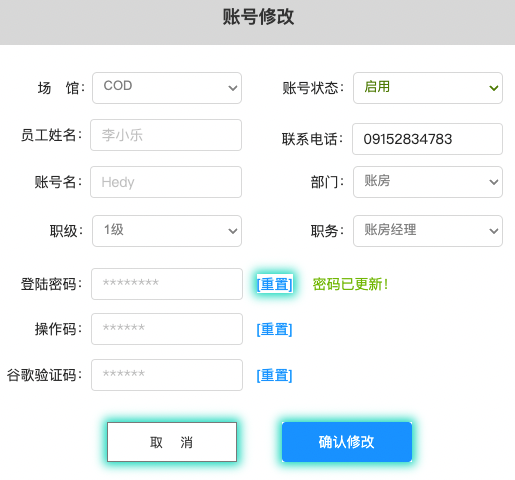 账号修改
场 馆： COD 账号状态： 启用
员工姓名： 李小乐 联系电话： 09152834783
账号名： Hedy 部门： 账房
职级： 1级 职务： 账房经理
登陆密码： ******** [重置] 密码已更新！
操作码： ****** [重置]
谷歌验证码： ****** [重置]
取 消 确认修改